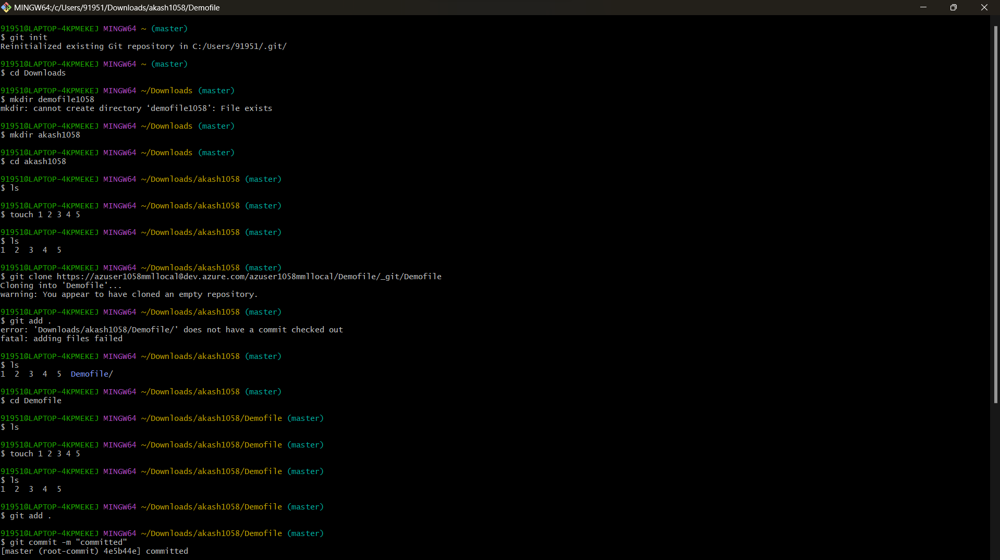 MINGW64:/c/Users/91951/Downloads/akash1058/Demofile
91951@LAPTOP-4KPMEKEJ MINGW64 ~ (master)
$ git init
Reinitialized existing Git repository in C:/Users/91951/.git/
91951@LAPTOP-4KPMEKEJ MINGW64 ~ (master)
$ cd Downloads
91951@LAPTOP-4KPMEKEJ MINGW64 ~/Downloads (master)
$ mkdir demofile1058
mkdir: cannot create directory ‘demofile1058’: File exists
91951@LAPTOP-4KPMEKEJ MINGW64 ~/Downloads (master)
$ mkdir akash1058
91951@LAPTOP-4KPMEKEJ MINGW64 ~/Downloads (master)
$ cd akash1058
91951@LAPTOP-4KPMEKEJ MINGW64 ~/Downloads/akash1058 (master)
$ ls
91951@LAPTOP-4KPMEKEJ MINGW64 ~/Downloads/akash1058 (master)
$ touch 1 2 3 4 5
91951@LAPTOP-4KPMEKEJ MINGW64 ~/Downloads/akash1058 (master)
$ ls
1  2  3  4  5
91951@LAPTOP-4KPMEKEJ MINGW64 ~/Downloads/akash1058 (master)
$ git clone https://azuser1058mmllocal@dev.azure.com/azuser1058mmllocal/Demofile/_git/Demofile
Cloning into 'Demofile'...
warning: You appear to have cloned an empty repository.
91951@LAPTOP-4KPMEKEJ MINGW64 ~/Downloads/akash1058 (master)
$ git add .
error: 'Downloads/akash1058/Demofile/' does not have a commit checked out
fatal: adding files failed
91951@LAPTOP-4KPMEKEJ MINGW64 ~/Downloads/akash1058 (master)
$ ls
1  2  3  4  5  Demofile/
91951@LAPTOP-4KPMEKEJ MINGW64 ~/Downloads/akash1058 (master)
$ cd Demofile
91951@LAPTOP-4KPMEKEJ MINGW64 ~/Downloads/akash1058/Demofile (master)
$ ls
91951@LAPTOP-4KPMEKEJ MINGW64 ~/Downloads/akash1058/Demofile (master)
$ touch 1 2 3 4 5
91951@LAPTOP-4KPMEKEJ MINGW64 ~/Downloads/akash1058/Demofile (master)
$ ls
1  2  3  4  5
91951@LAPTOP-4KPMEKEJ MINGW64 ~/Downloads/akash1058/Demofile (master)
$ git add .
91951@LAPTOP-4KPMEKEJ MINGW64 ~/Downloads/akash1058/Demofile (master)
$ git commit -m "committed"
[master (root-commit) 4e5b44e] committed